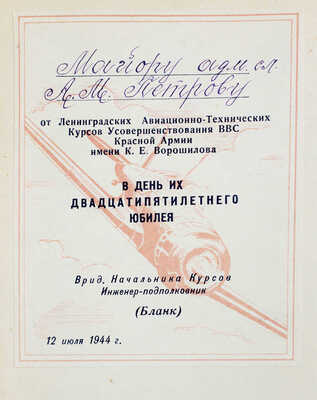 Майору адм. сл.
А. М. Петрову
от Ленинградских Авиационно-Технических
Курсов Усовершенствования ВВС
Красной Армии
имени К. Е. Ворошилова
В ДЕНЬ ИХ
ДВАДЦАТИПЯТИЛЕТНЕГО
ЮБИЛЕЯ
Врид. Начальника Курсов
Инженер-подполковник
(Бланк)
12 июля 1944 г.